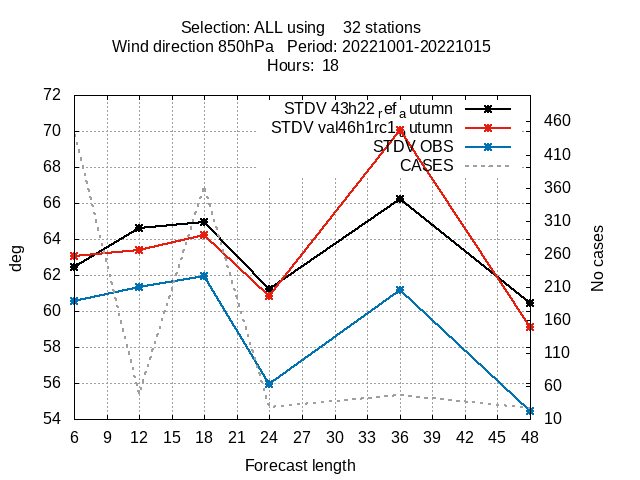 Selection: ALL using    32 stations
Wind direction 850hPa   Period: 20221001-20221015
Hours:  18
STDV 43h22_ref_autumn
STDV val46h1rc1_autumn
STDV OBS
CASES
72
70
68
66
64
62
60
58
56
54
deg
460
410
360
310
260
210
160
110
60
10
No cases
6 9 12 15 18 21 24 27 30 33 36 39 42 45 48
Forecast length